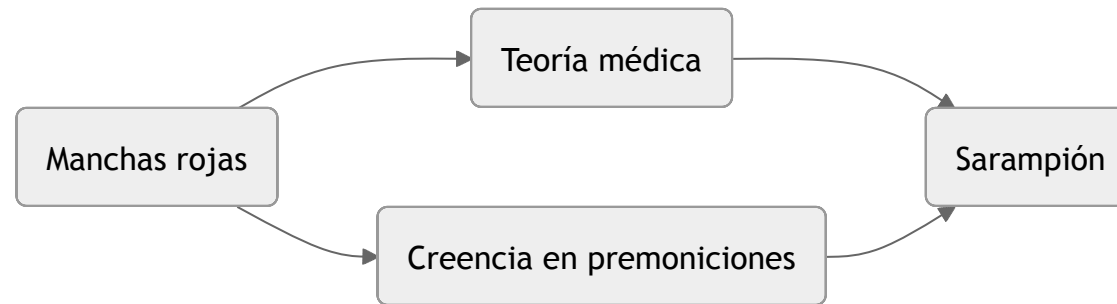 Teoría médica
Manchas rojas
Sarampión
Creencia en premoniciones